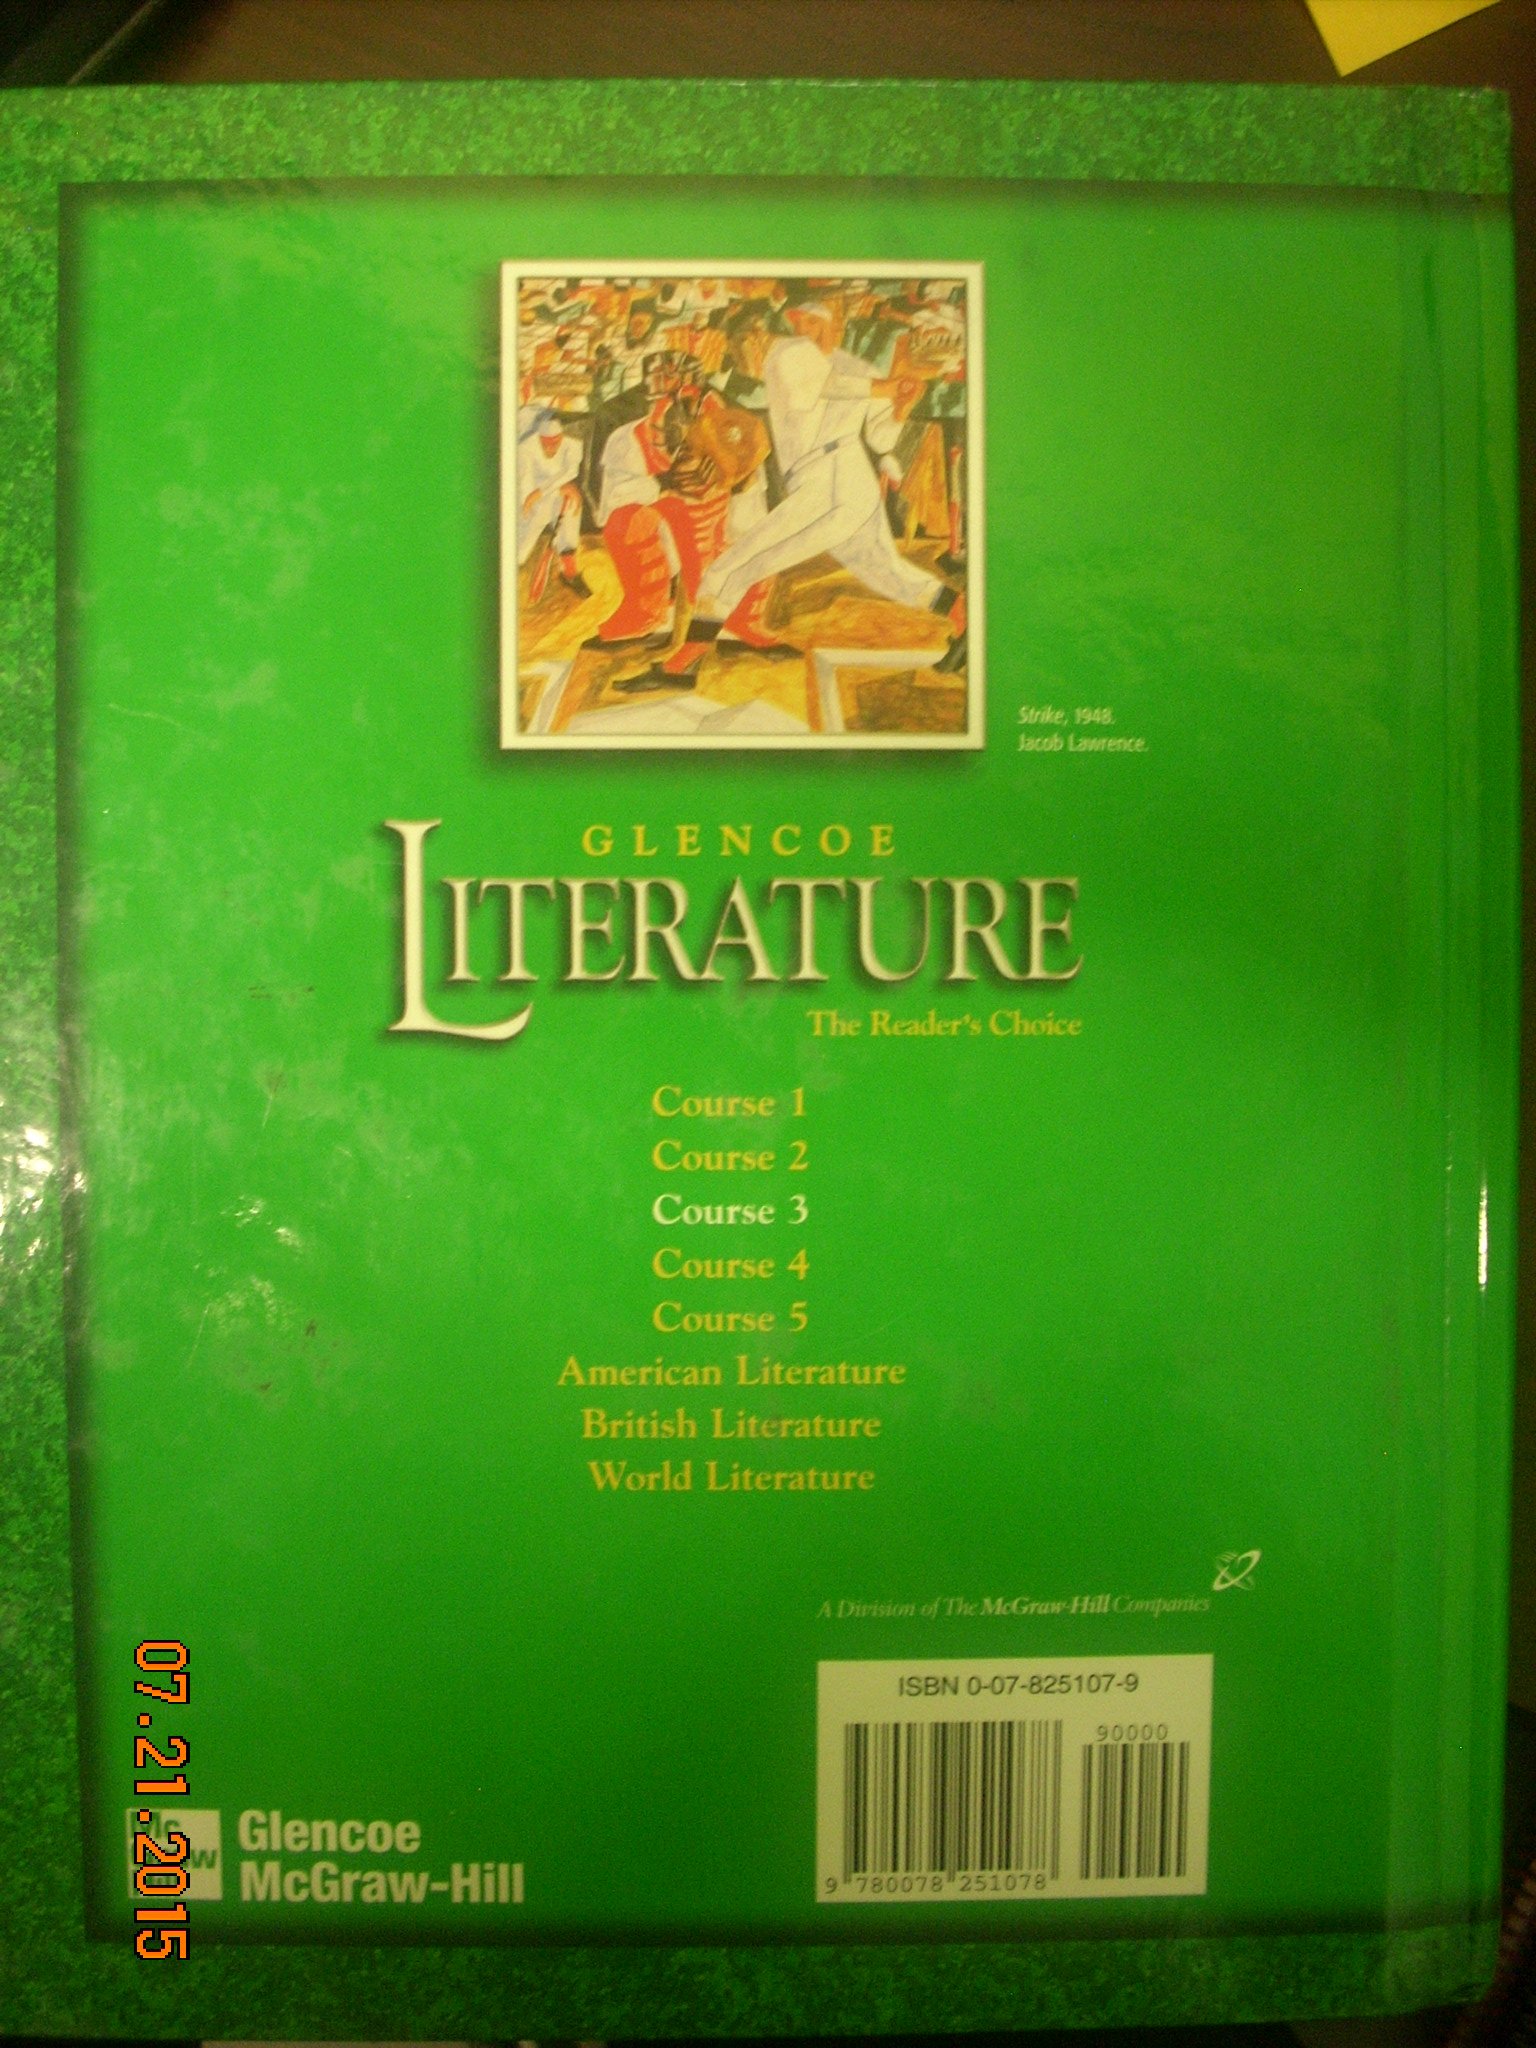 Strike, 1948.
Jacob Lawrence.
GLENCOE
LITERATURE
The Reader's Choice
Course 1
Course 2
Course 3
Course 4
Course 5
American Literature
British Literature
World Literature
A Division of The McGraw-Hill Companies
ISBN 0-07-825107-9
90000
9 780078 251078
Glencoe
McGraw-Hill
07.21.2015